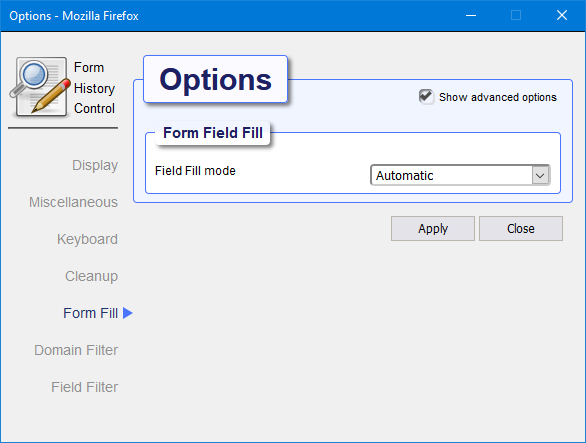 Options - Mozilla Firefox
Form
History
Control
Display
Miscellaneous
Keyboard
Cleanup
Form Fill
Domain Filter
Field Filter
Options
Show advanced options
Form Field Fill
Field Fill mode
Automatic
Apply
Close